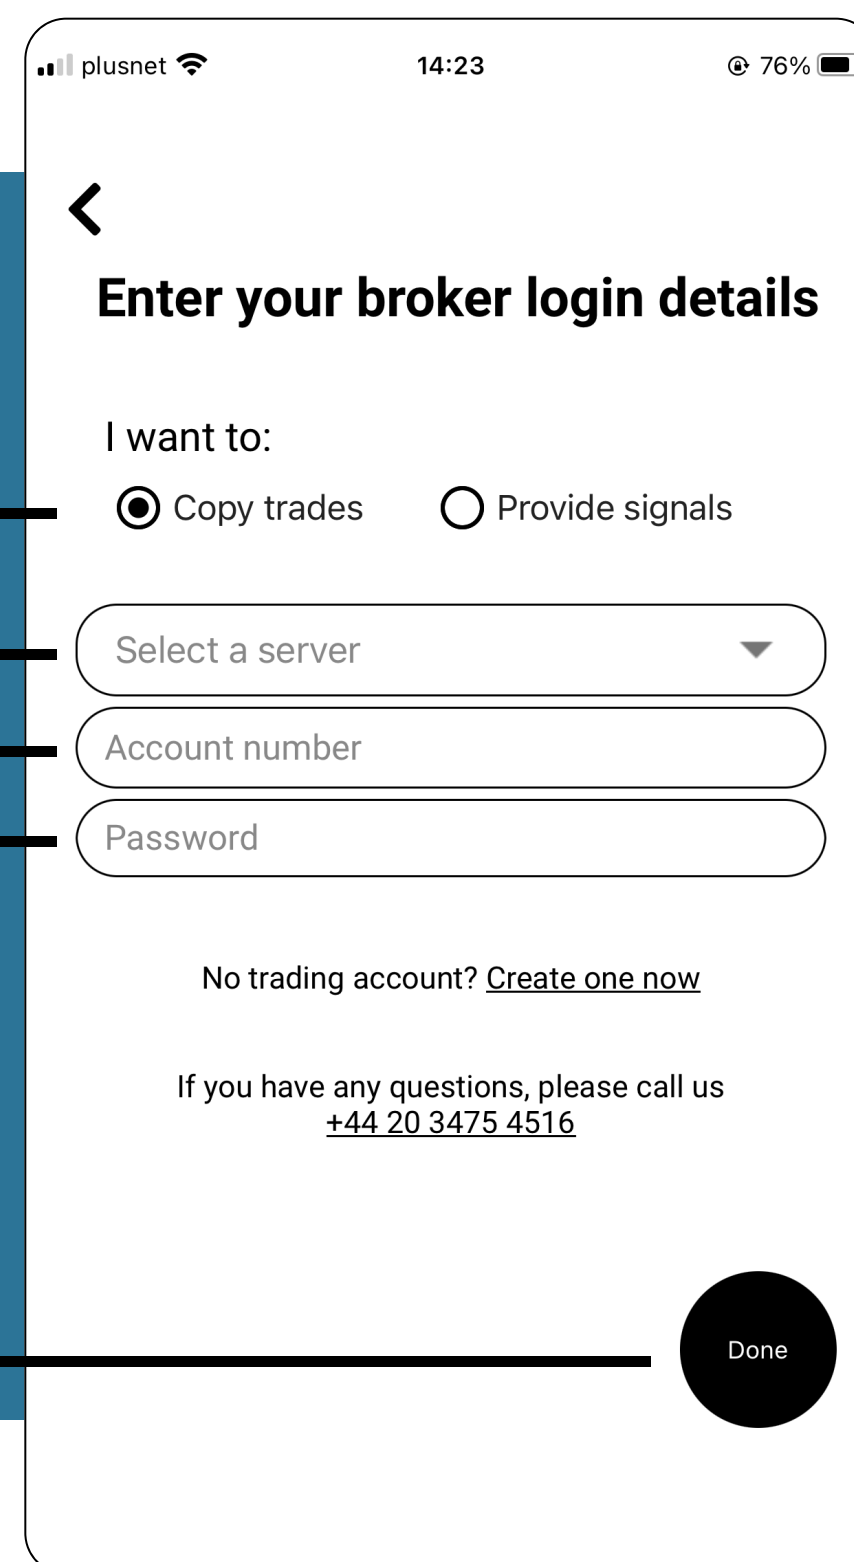 plusnet 14:23 76%
Enter your broker login details
I want to:
Copy trades Provide signals
Select a server
Account number
Password
No trading account? Create one now
If you have any questions, please call us
+44 20 3475 4516
Done